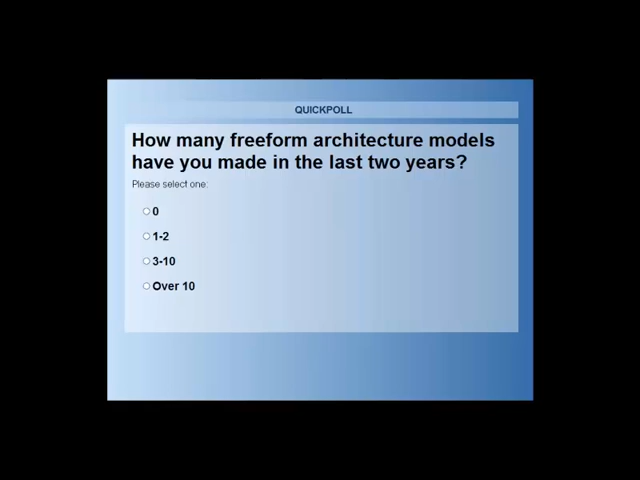 QUICKPOLL
How many freeform architecture models
have you made in the last two years?
Please select one:
0
1-2
3-10
Over 10